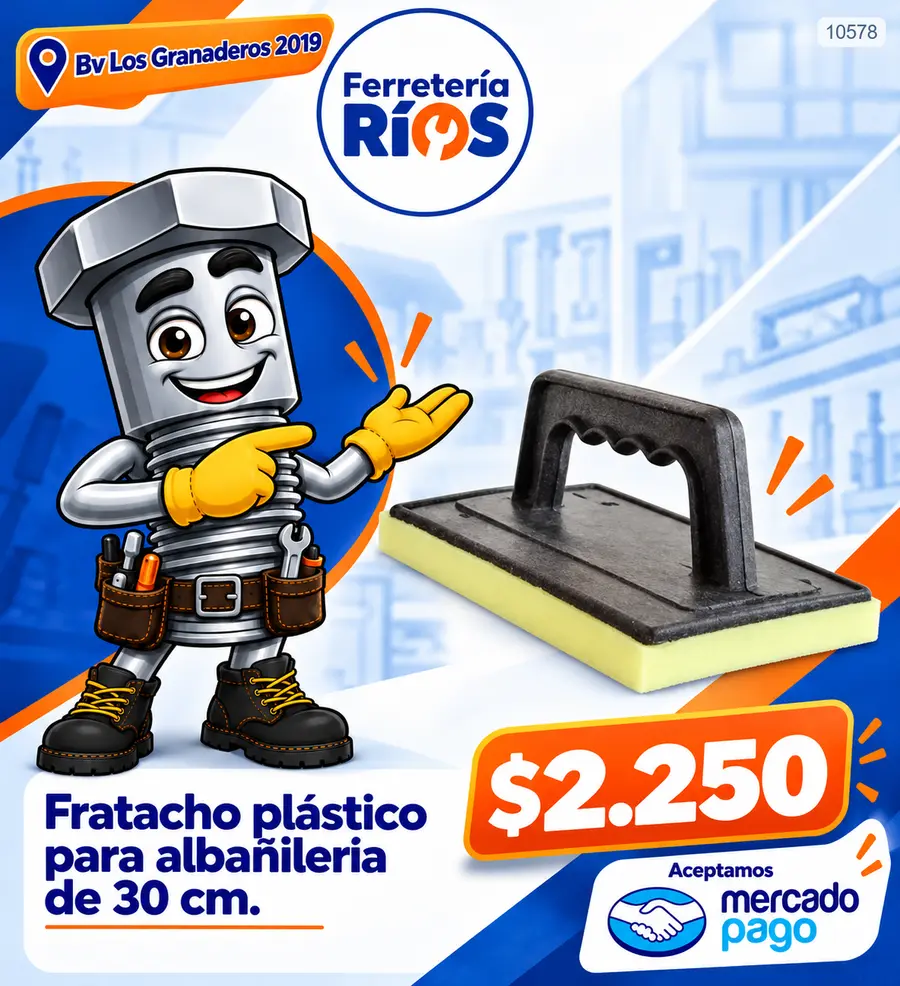 Bv Los Granaderos 2019
Ferretería
RÍOS
10578
$2.250
Fratacho plástico
para albañileria
de 30 cm.
Aceptamos
mercado
pago